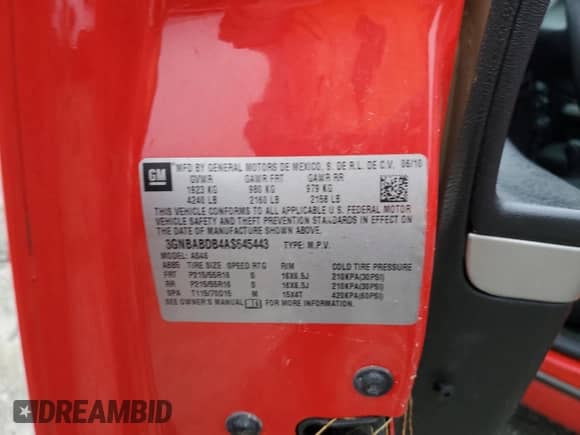 GM
MFD BY GENERAL MOTORS DE MEXICO, S. DE R.L. DE C.V. 06/10
GVWR GAWR FRT GAWR RR
1923 KG 980 KG 979 KG
4240 LB 2160 LB 2158 LB
THIS VEHICLE CONFORMS TO ALL APPLICABLE U.S. FEDERAL MOTOR
VEHICLE SAFETY AND THEFT PREVENTION STANDARDS IN EFFECT
ON THE DATE OF MANUFACTURE SHOWN ABOVE.
3GNBABDB4AS645443 TYPE: M.P.V.
MODEL:
TIRE SIZE SPEED RTG RIM COLD TIRE PRESSURE
FRT P215/55R16 S 16X6.5J 210KPA(30PSI)
RR P215/55R16 S 16X6.5J 210KPA(30PSI)
SPA T115/70D15 M 15X4T 420KPA(60PSI)
SEE OWNER'S MANUAL FOR MORE INFORMATION.
DREAMBID